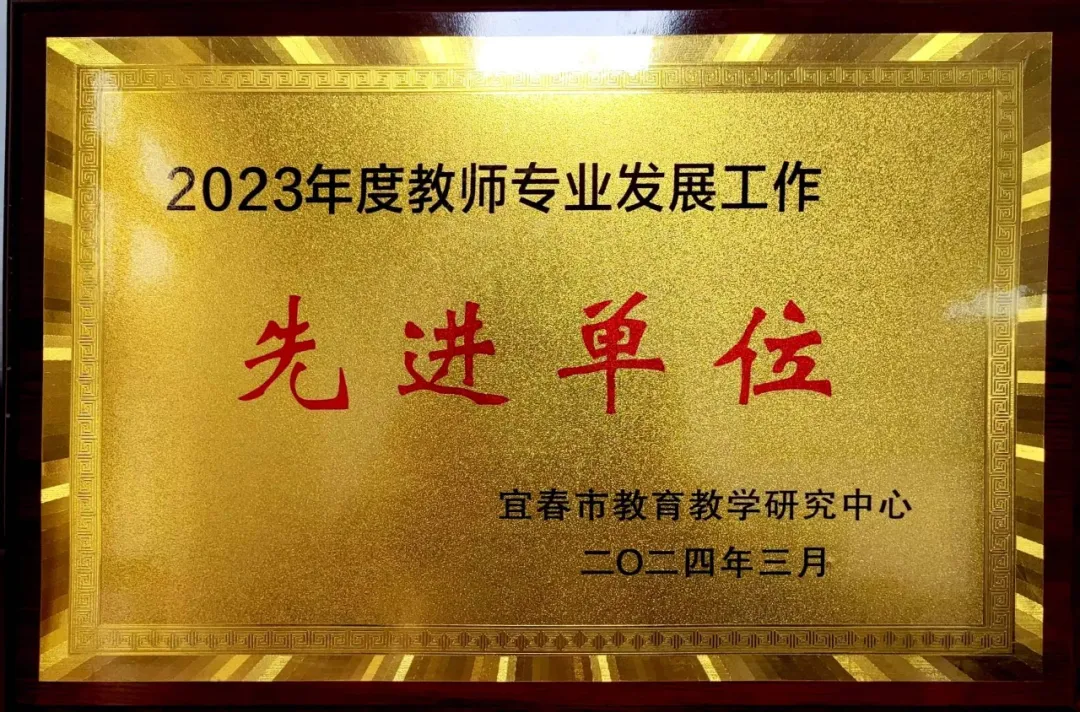 2023年度教师专业发展工作
先进单位
宜春市教育教学研究中心
二〇二四年三月